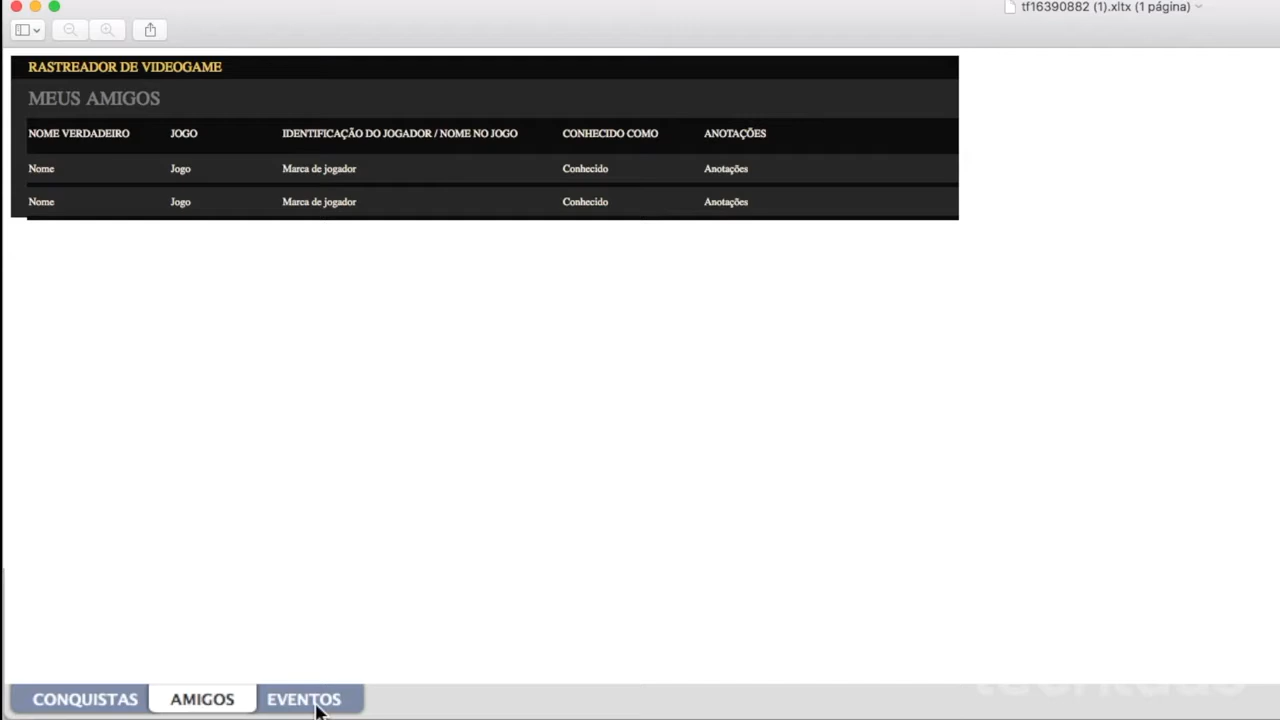 tf16390882 (1).xltx (1 página)
RASTREADOR DE VIDEOGAME
MEUS AMIGOS
NOME VERDADEIRO JOGO IDENTIFICAÇÃO DO JOGADOR / NOME NO JOGO CONHECIDO COMO ANOTAÇÕES
Nome Jogo Marca de jogador Conhecido Anotações
Nome Jogo Marca de jogador Conhecido Anotações
CONQUISTAS AMIGOS EVENTOS